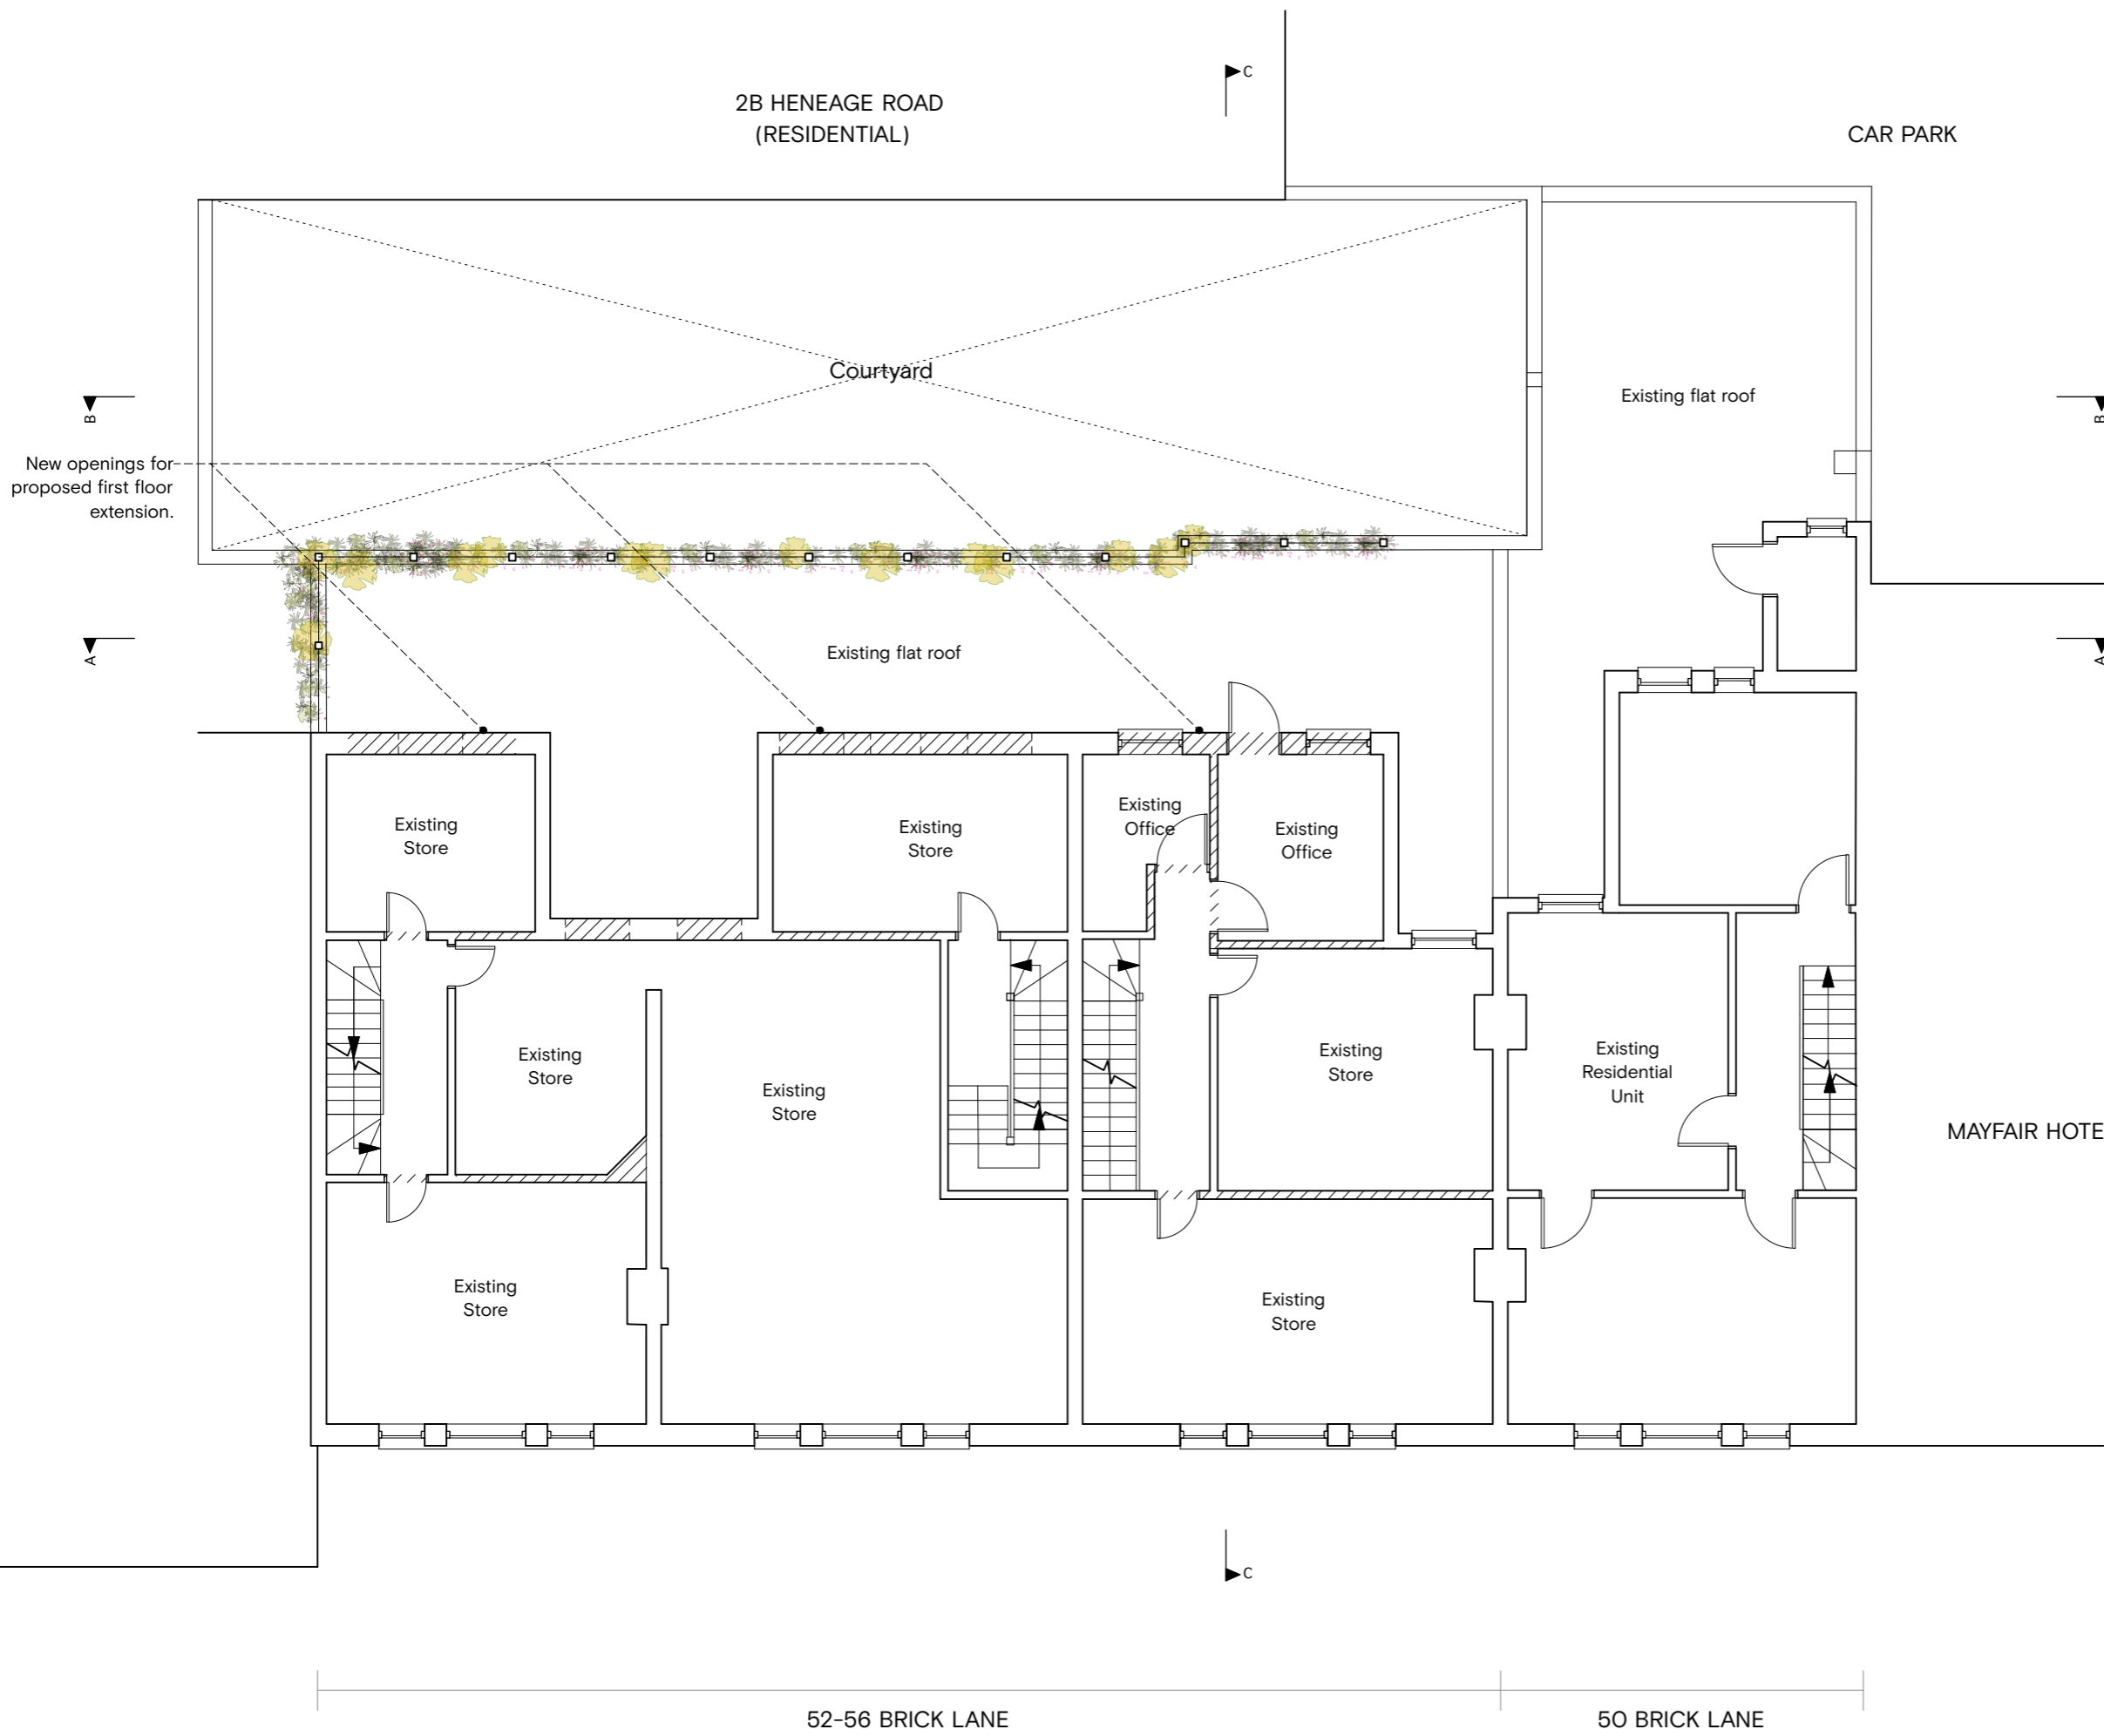 C
2B HENEAGE ROAD
(RESIDENTIAL)
CAR PARK
Courtyard
Existing flat roof
B
B
New openings for
proposed first floor
extension.
A
A
Existing flat roof
Existing
Store
Existing
Store
Existing
Office
Existing
Office
Existing
Store
Existing
Store
Existing
Store
Existing
Residential
Unit
MAYFAIR HOTE
Existing
Store
Existing
Store
C
52-56 BRICK LANE
50 BRICK LANE